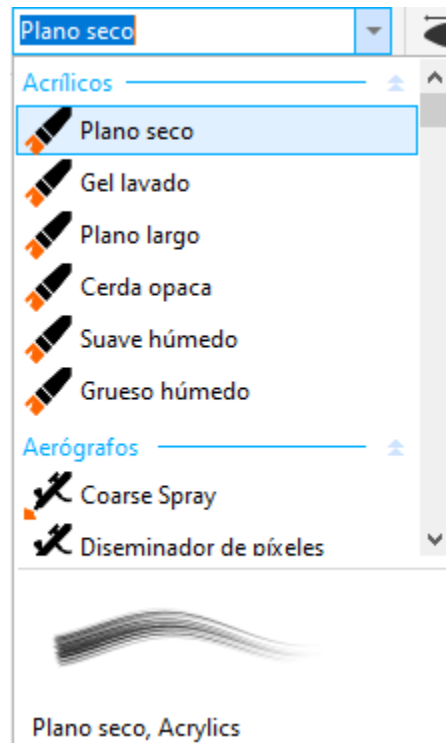 Plano seco
Acrílicos
Plano seco
Gel lavado
Plano largo
Cerda opaca
Suave húmedo
Grueso húmedo
Aerógrafos
Coarse Spray
Diseminador de píxeles
Plano seco, Acrylics